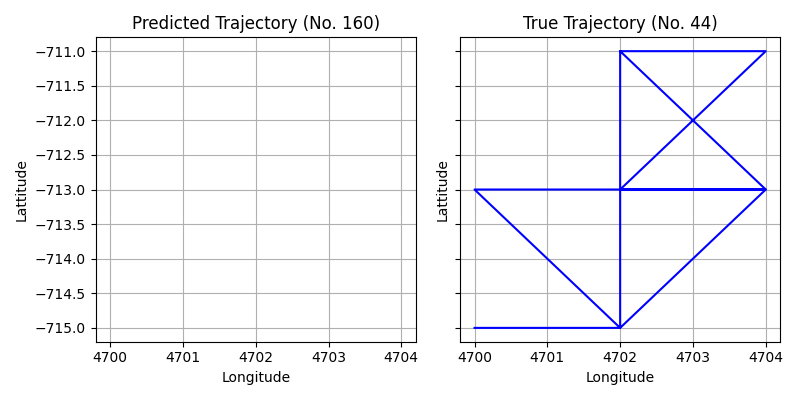 Predicted Trajectory (No. 160)
Lattitude
−711.0
−711.5
−712.0
−712.5
−713.0
−713.5
−714.0
−714.5
−715.0
4700 4701 4702 4703 4704
Longitude
True Trajectory (No. 44)
Lattitude
4700 4701 4702 4703 4704
Longitude